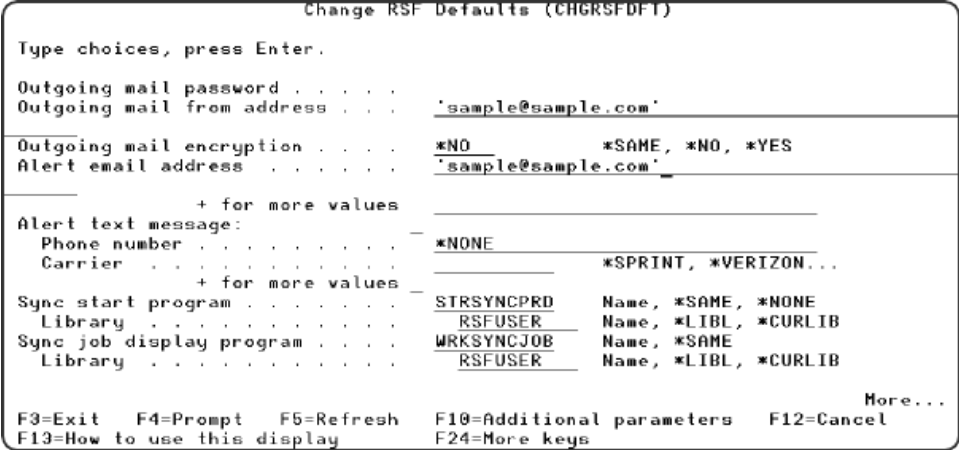 Change RSF Defaults (CHGRSFDFT)
Type choices, press Enter.
Outgoing mail password . . . . .
Outgoing mail from address . . . 'sample@sample.com'
Outgoing mail encryption . . . . *NO *SAME, *NO, *YES
Alert email address . . . . . . 'sample@sample.com'
+ for more values
Alert text message:
Phone number . . . . . . . . . *NONE
Carrier . . . . . . . . . . . *SPRINT, *VERIZON...
+ for more values
Sync start program . . . . . . . STRSYNCPRD Name, *SAME, *NONE
Library . . . . . . . . . . . RSFUSER Name, *LIBL, *CURLIB
Sync job display program . . . . WRKSYNCJOB Name, *SAME
Library . . . . . . . . . . . RSFUSER Name, *LIBL, *CURLIB
More...
F3=Exit F4=Prompt F5=Refresh F10=Additional parameters F12=Cancel
F13=How to use this display F24=More keys